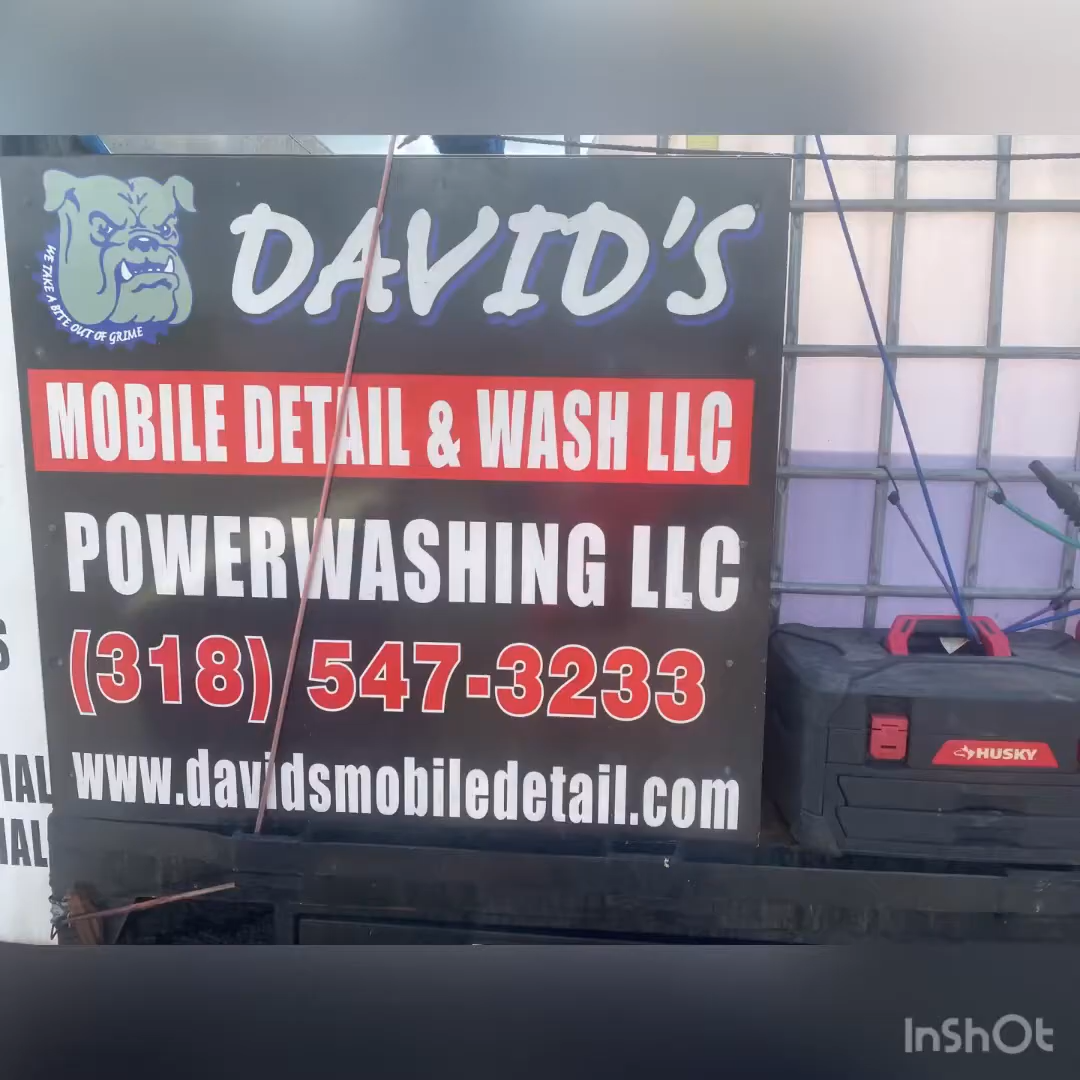 WE TAKE A BITE OUT OF GRIME
DAVID'S
MOBILE DETAIL & WASH LLC
POWERWASHING LLC
(318) 547-3233
www.davidsmobiledetail.com
HUSKY
InShOt